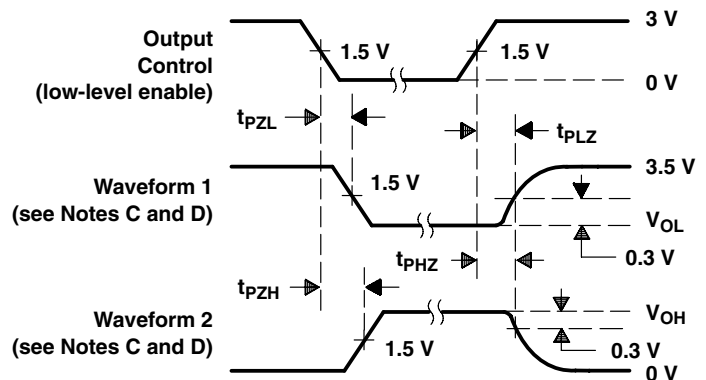 3 V
Output
Control
(low-level enable)
1.5 V
1.5 V
0 V
tPZL
tPLZ
3.5 V
Waveform 1
(see Notes C and D)
1.5 V
VOL
0.3 V
tPHZ
tPZH
Waveform 2
(see Notes C and D)
VOH
1.5 V
0.3 V
0 V